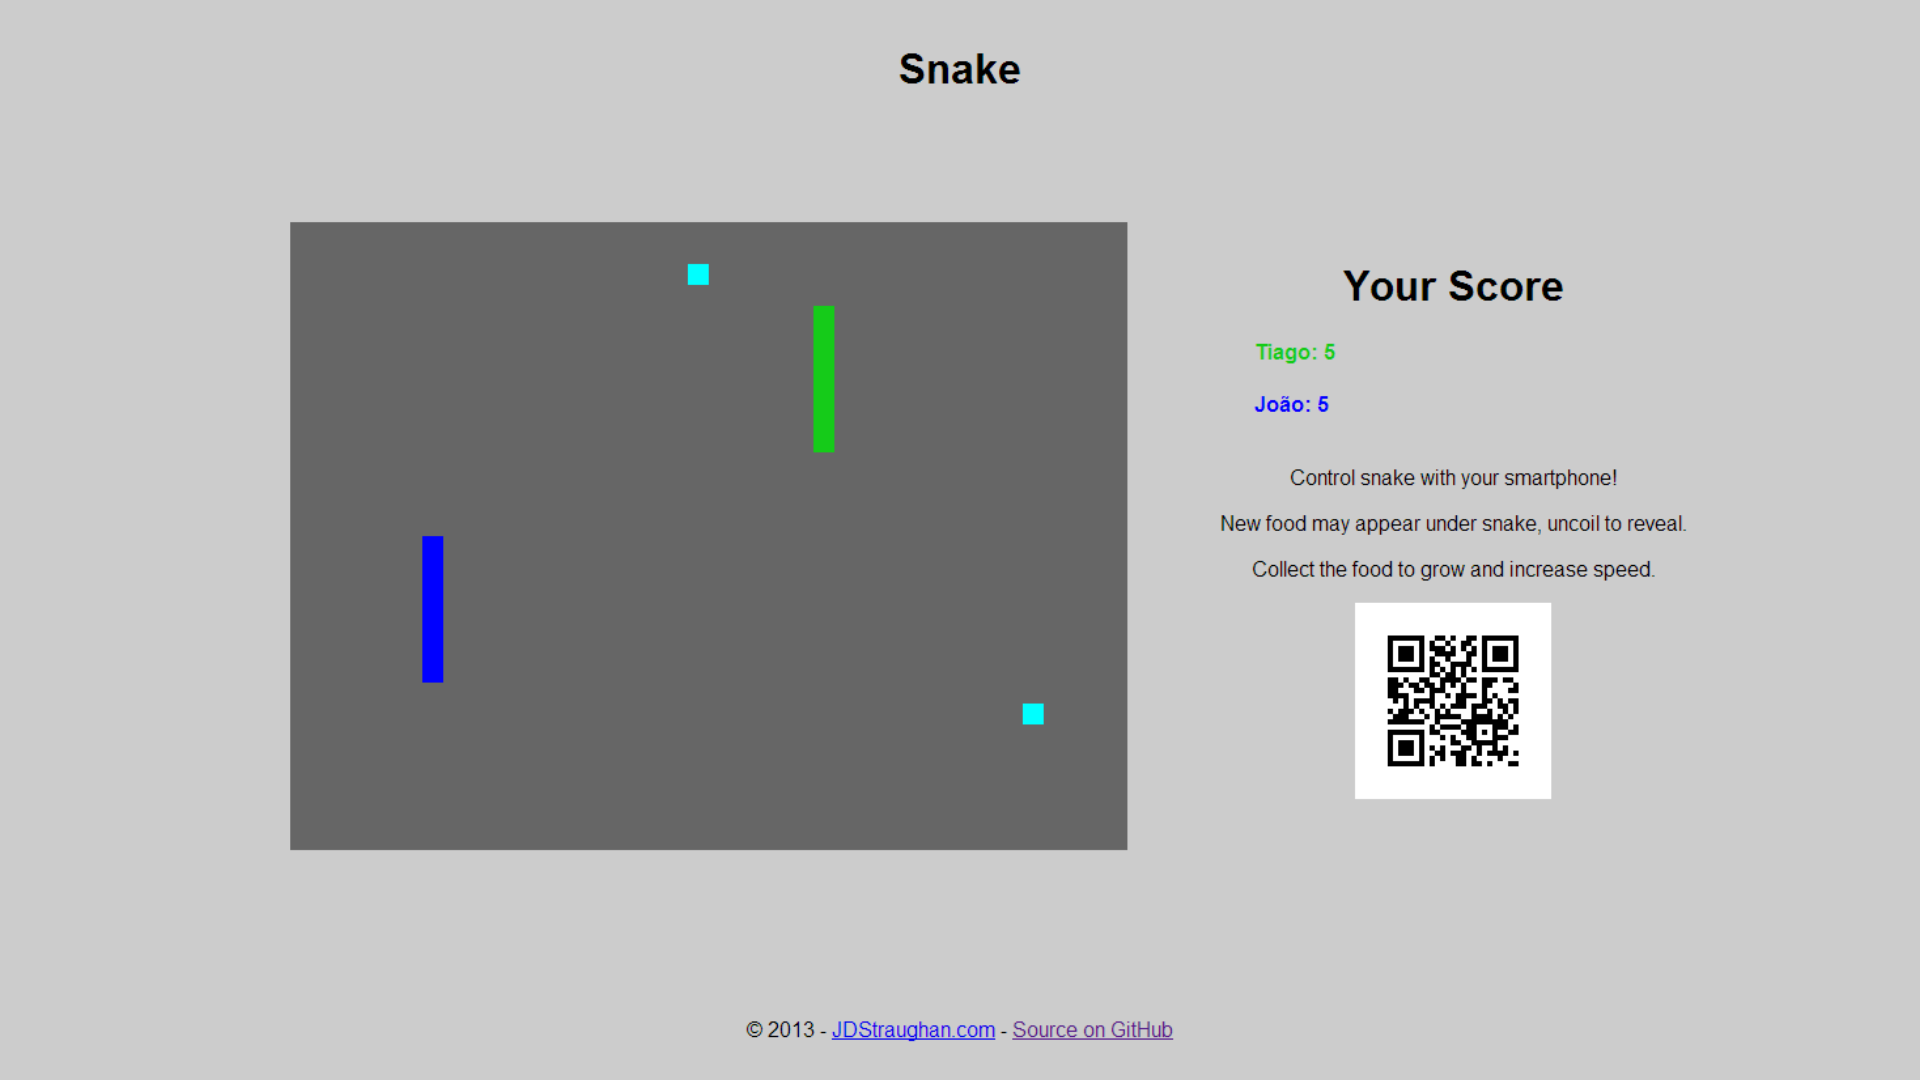 Snake
Your Score
Tiago: 5
João: 5
Control snake with your smartphone!
New food may appear under snake, uncoil to reveal.
Collect the food to grow and increase speed.
© 2013 - JDStraughan.com - Source on GitHub